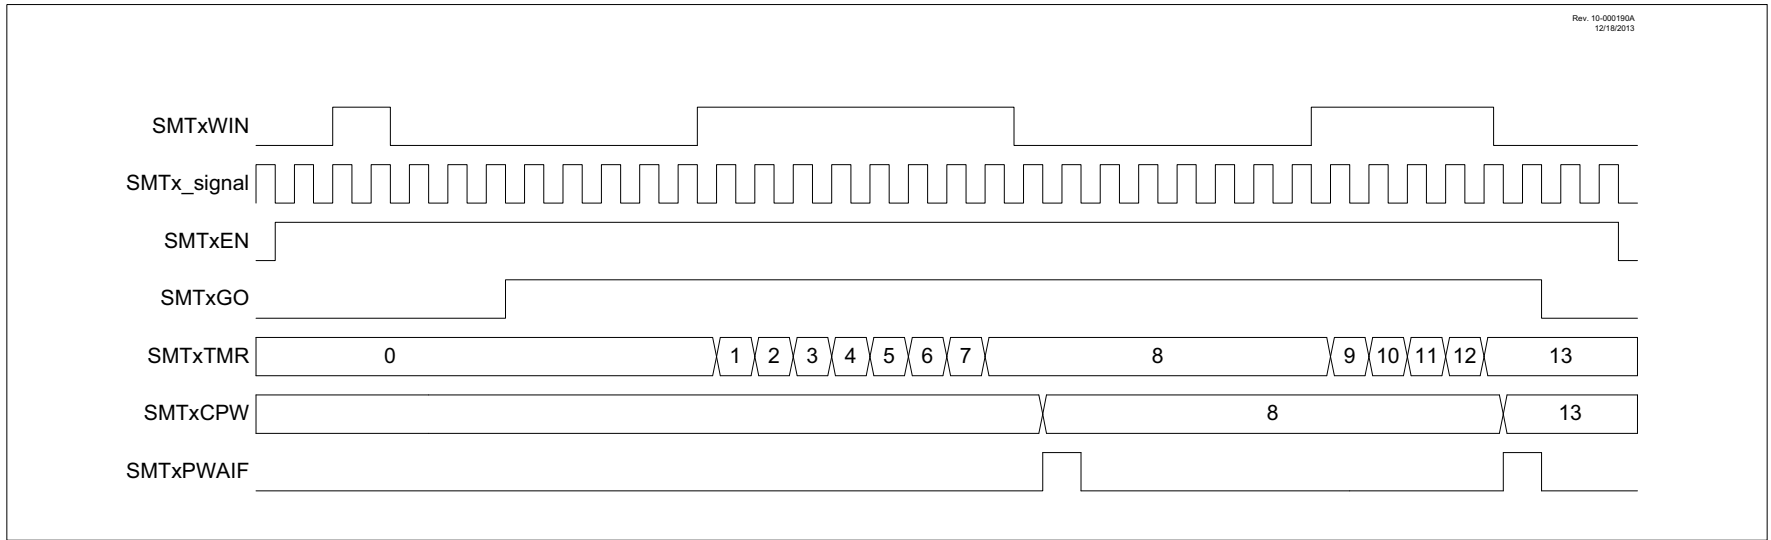 Rev. 10-000190A
12/18/2013
SMTxWIN
SMTx_signal
SMTxEN
SMTxGO
SMTxTMR 0 1 2 3 4 5 6 7 8 9 10 11 12 13
SMTxCPW 8 13
SMTxPWAIF